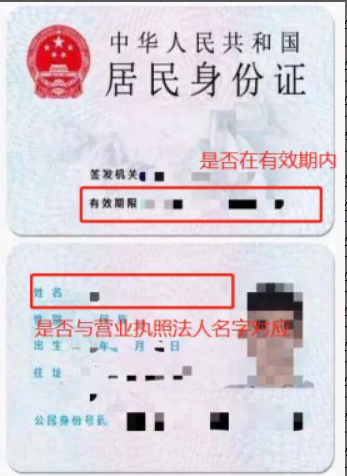 中华人民共和国
居民身份证
是否在有效期内
签发机关
有效期限
姓名
是否与营业执照法人名字对应
出生 年 月 日
住址
公民身份号码